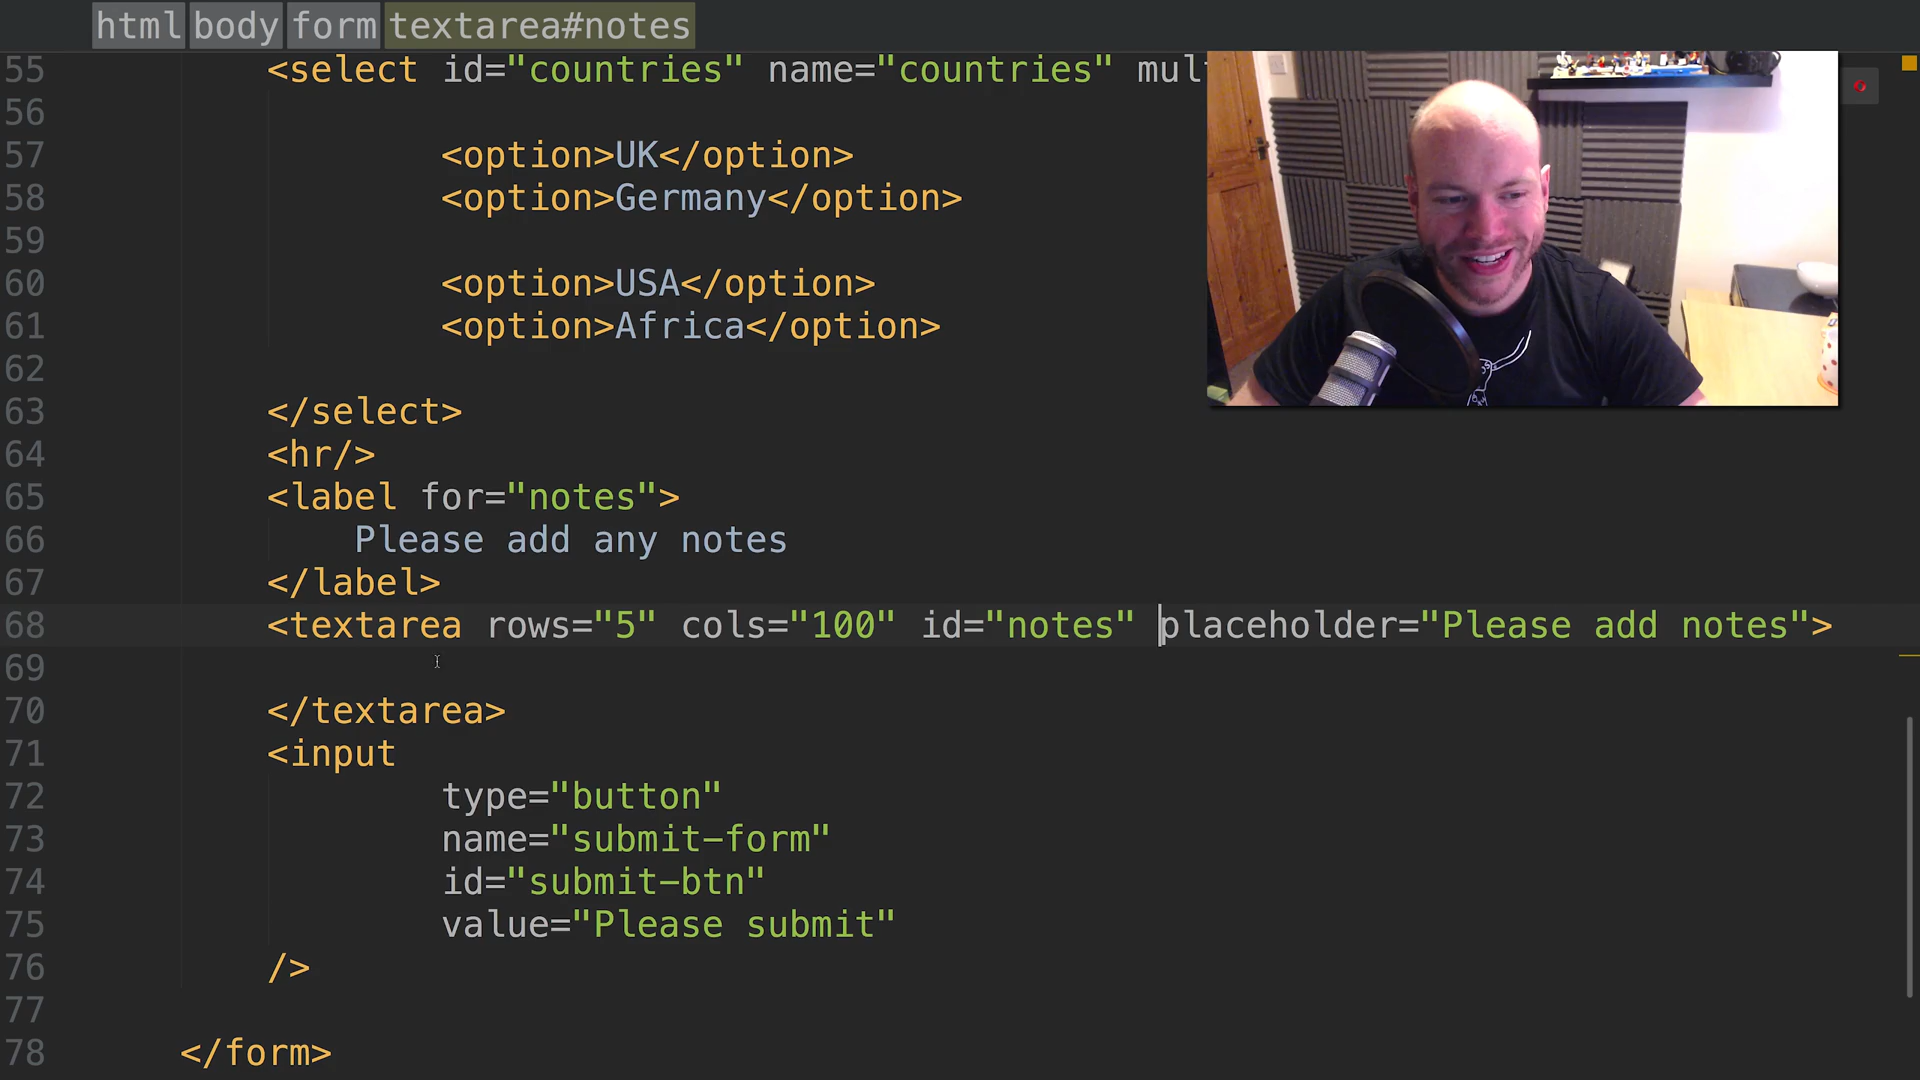 html body form textarea#notes
55 <select id="countries" name="countries" mul
56
57 <option>UK</option>
58 <option>Germany</option>
59
60 <option>USA</option>
61 <option>Africa</option>
62
63 </select>
64 <hr/>
65 <label for="notes">
66 Please add any notes
67 </label>
68 <textarea rows="5" cols="100" id="notes" placeholder="Please add notes">
69
70 </textarea>
71 <input
72 type="button"
73 name="submit-form"
74 id="submit-btn"
75 value="Please submit"
76 />
77
78 </form>